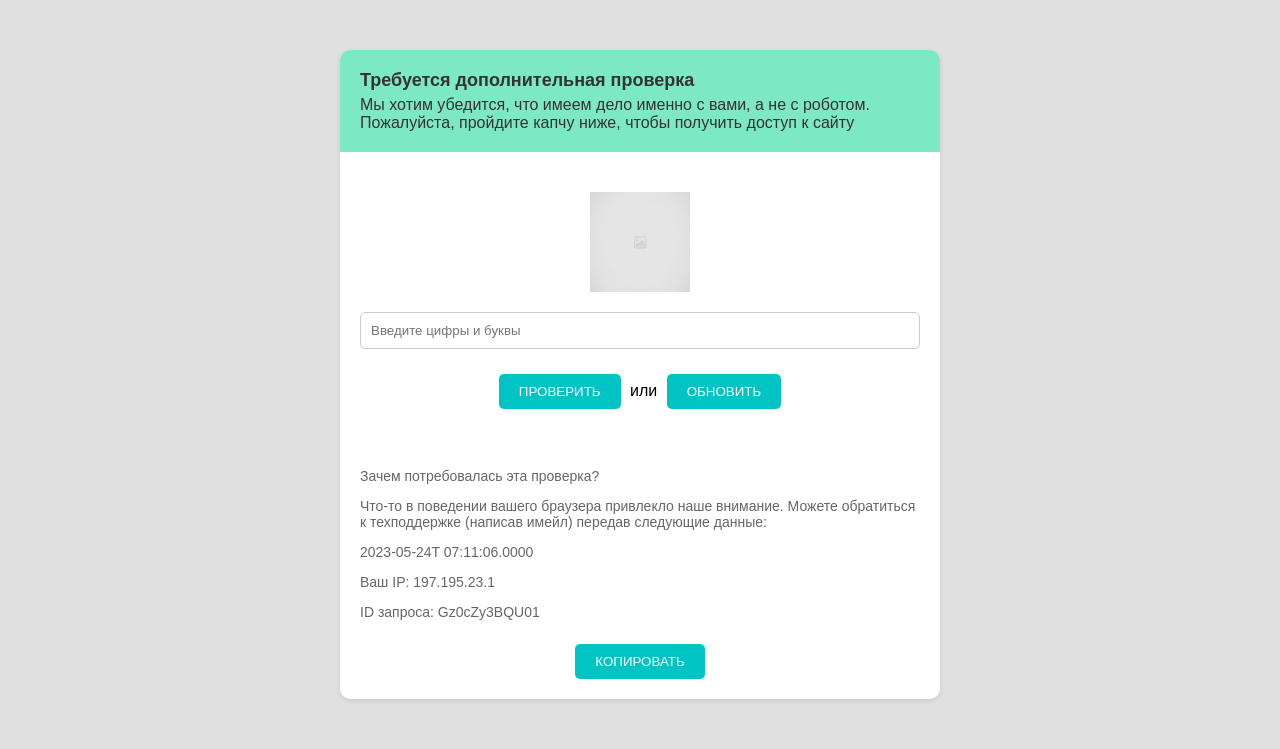 Требуется дополнительная проверка
Мы хотим убедится, что имеем дело именно с вами, а не с роботом.
Пожалуйста, пройдите капчу ниже, чтобы получить доступ к сайту
Введите цифры и буквы
ПРОВЕРИТЬ или ОБНОВИТЬ
Зачем потребовалась эта проверка?
Что-то в поведении вашего браузера привлекло наше внимание. Можете обратиться
к техподдержке (написав имейл) передав следующие данные:
2023-05-24T 07:11:06.0000
Ваш IP: 197.195.23.1
ID запроса: Gz0cZy3BQU01
КОПИРОВАТЬ